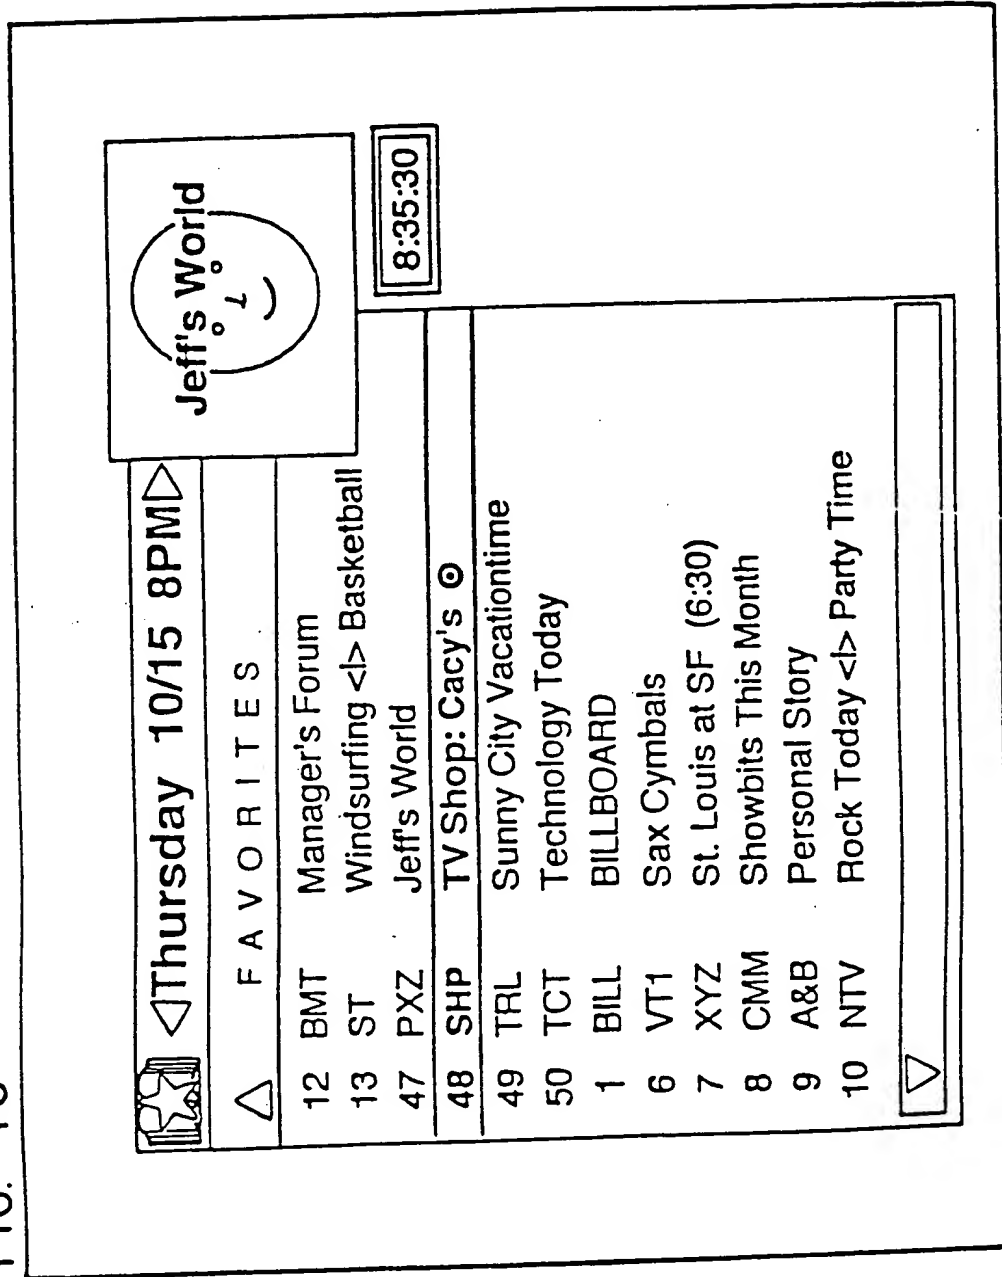 ◁Thursday 10/15 8PM▷
Jeff's World
8:35:30
△ FAVORITES
12 BMT Manager's Forum
13 ST Windsurfing <I> Basketball
47 PXZ Jeff's World
48 SHP TV Shop: Cacy's ⊙
49 TRL Sunny City Vacationtime
50 TCT Technology Today
1 BILL BILLBOARD
6 VT1 Sax Cymbals
7 XYZ St. Louis at SF (6:30)
8 CMM Showbits This Month
9 A&B Personal Story
10 NTV Rock Today <I> Party Time
▽